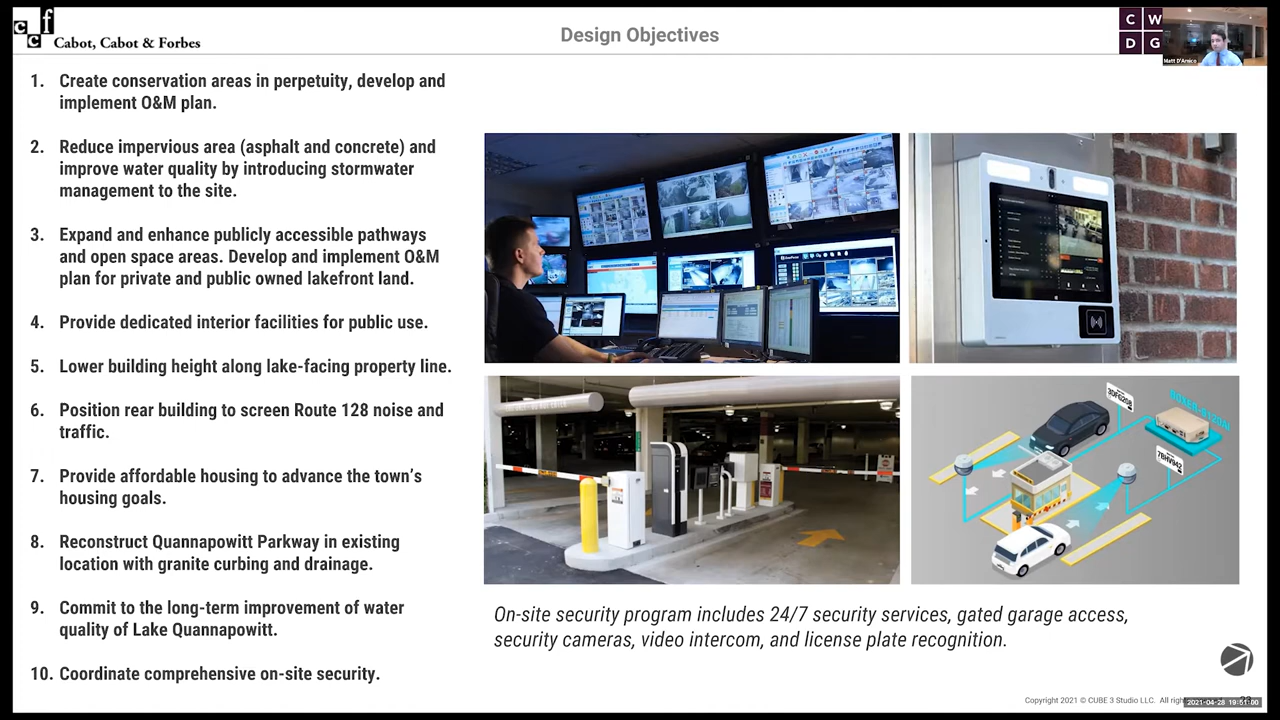 c f
c c
Cabot, Cabot & Forbes
Design Objectives
C W
D G
Matt D'Amico
1. Create conservation areas in perpetuity, develop and
implement O&M plan.
2. Reduce impervious area (asphalt and concrete) and
improve water quality by introducing stormwater
management to the site.
3. Expand and enhance publicly accessible pathways
and open space areas. Develop and implement O&M
plan for private and public owned lakefront land.
4. Provide dedicated interior facilities for public use.
5. Lower building height along lake-facing property line.
6. Position rear building to screen Route 128 noise and
traffic.
7. Provide affordable housing to advance the town’s
housing goals.
8. Reconstruct Quannapowitt Parkway in existing
location with granite curbing and drainage.
9. Commit to the long-term improvement of water
quality of Lake Quannapowitt.
10. Coordinate comprehensive on-site security.
On-site security program includes 24/7 security services, gated garage access,
security cameras, video intercom, and license plate recognition.
Copyright 2021 © CUBE 3 Studio LLC. All
2021-04-28 19:51:00